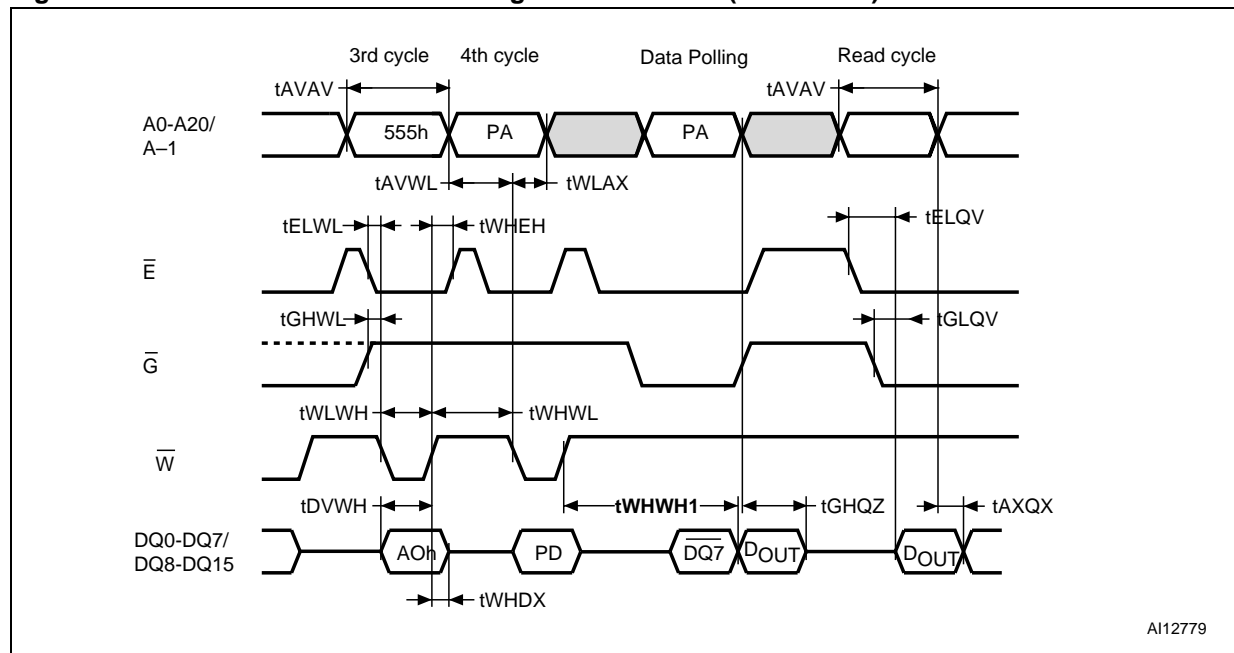 3rd cycle 4th cycle Data Polling Read cycle
tAVAV tAVAV
A0-A20/
A–1
555h PA PA
tAVWL tWLAX
tELWL tWHEH tELQV
E̅
tGHWL tGLQV
G̅
tWLWH tWHWL
W̅
tDVWH tWHWH1 tGHQZ tAXQX
DQ0-DQ7/
DQ8-DQ15
AOh PD D̅Q̅7̅ DOUT DOUT
tWHDX
AI12779